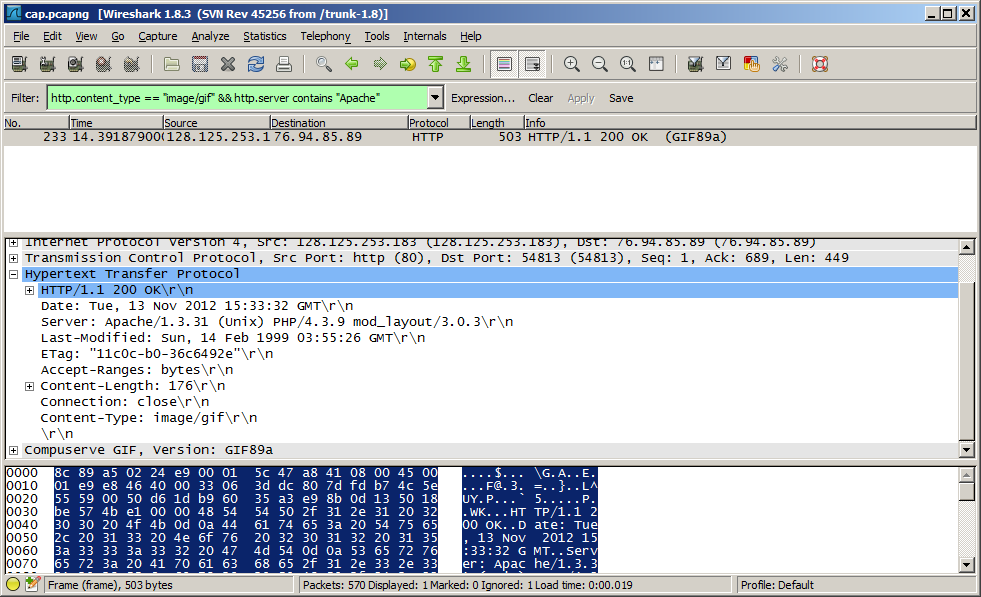 cap.pcapng [Wireshark 1.8.3 (SVN Rev 45256 from /trunk-1.8)]
File Edit View Go Capture Analyze Statistics Telephony Tools Internals Help
Filter: http.content_type == "image/gif" && http.server contains "Apache" Expression... Clear Apply Save
No. Time Source Destination Protocol Length Info
233 14.391879000 128.125.253.1 76.94.85.89 HTTP 503 HTTP/1.1 200 OK (GIF89a)
Internet Protocol Version 4, Src: 128.125.253.183 (128.125.253.183), Dst: 76.94.85.89 (76.94.85.89)
Transmission Control Protocol, Src Port: http (80), Dst Port: 54813 (54813), Seq: 1, Ack: 689, Len: 449
Hypertext Transfer Protocol
HTTP/1.1 200 OK\r\n
Date: Tue, 13 Nov 2012 15:33:32 GMT\r\n
Server: Apache/1.3.31 (Unix) PHP/4.3.9 mod_layout/3.0.3\r\n
Last-Modified: Sun, 14 Feb 1999 03:55:26 GMT\r\n
ETag: "11c0c-b0-36c6492e"\r\n
Accept-Ranges: bytes\r\n
Content-Length: 176\r\n
Connection: close\r\n
Content-Type: image/gif\r\n
\r\n
Compuserve GIF, Version: GIF89a
0000 8c 89 a5 02 24 e9 00 01 5c 47 a8 41 08 00 45 00 ....$... \G.A..E.
0010 01 e9 e8 46 40 00 33 06 3d dc 80 7d fd b7 4c 5e ...F@.3. =..}..L^
0020 55 59 00 50 d6 1d b9 60 35 a3 e9 8b 0d 13 50 18 UY.P...` 5.....P.
0030 be 57 4b e1 00 00 48 54 54 50 2f 31 2e 31 20 32 .WK...HT TP/1.1 2
0040 30 30 20 4f 4b 0d 0a 44 61 74 65 3a 20 54 75 65 00 OK..D ate: Tue
0050 2c 20 31 33 20 4e 6f 76 20 32 30 31 32 20 31 35 , 13 Nov 2012 15
0060 3a 33 33 3a 33 32 20 47 4d 54 0d 0a 53 65 72 76 :33:32 G MT..Serv
0070 65 72 3a 20 41 70 61 63 68 65 2f 31 2e 33 2e 33 er: Apac he/1.3.3
Frame (frame), 503 bytes Packets: 570 Displayed: 1 Marked: 0 Ignored: 1 Load time: 0:00.019 Profile: Default